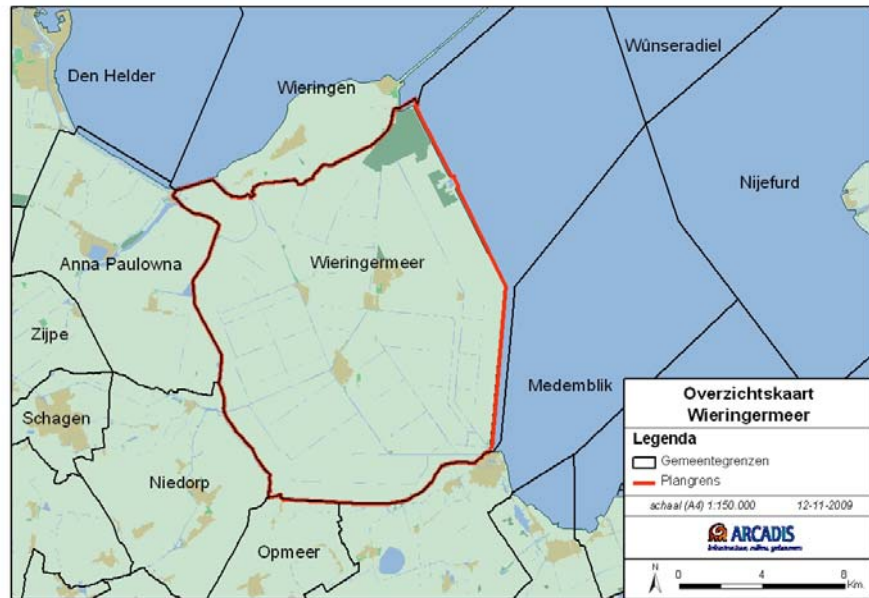 Den Helder
Wieringen
Wûnseradiel
Nijefurd
Anna Paulowna
Wieringermeer
Zijpe
Schagen
Medemblik
Niedorp
Opmeer
Overzichtskaart
Wieringermeer
Legenda
Gemeentegrenzen
Plangrens
schaal (A4) 1:150.000 12-11-2009
ARCADIS
N
0 4 8
Km.